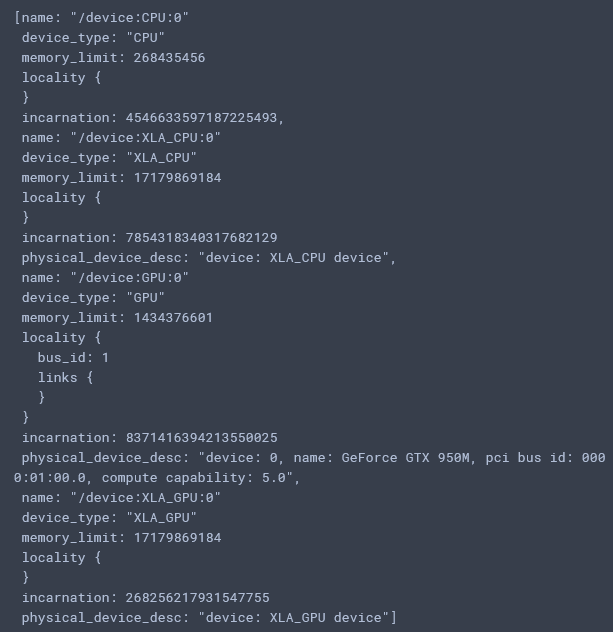 [name: "/device:CPU:0"
 device_type: "CPU"
 memory_limit: 268435456
 locality {
 }
 incarnation: 4546633597187225493,
 name: "/device:XLA_CPU:0"
 device_type: "XLA_CPU"
 memory_limit: 17179869184
 locality {
 }
 incarnation: 7854318340317682129
 physical_device_desc: "device: XLA_CPU device",
 name: "/device:GPU:0"
 device_type: "GPU"
 memory_limit: 1434376601
 locality {
   bus_id: 1
   links {
   }
 }
 incarnation: 8371416394213550025
 physical_device_desc: "device: 0, name: GeForce GTX 950M, pci bus id: 000
0:01:00.0, compute capability: 5.0",
 name: "/device:XLA_GPU:0"
 device_type: "XLA_GPU"
 memory_limit: 17179869184
 locality {
 }
 incarnation: 268256217931547755
 physical_device_desc: "device: XLA_GPU device"]